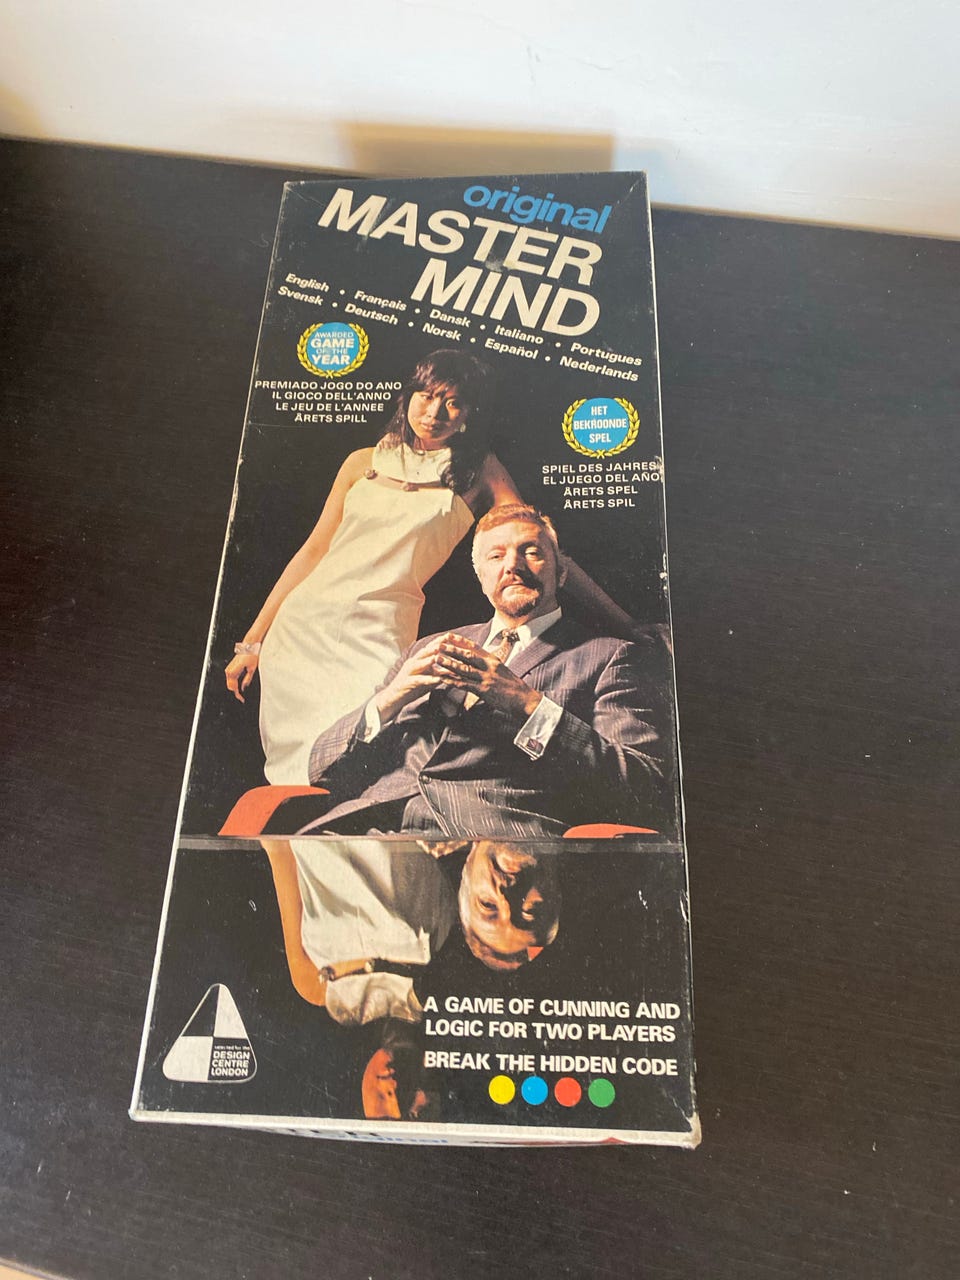 original
MASTER
MIND
English • Français • Dansk • Italiano • Portugues
Svensk • Deutsch • Norsk • Español • Nederlands
AWARDED
GAME
OF THE
YEAR
PREMIADO JOGO DO ANO
IL GIOCO DELL'ANNO
LE JEU DE L'ANNEE
ÅRETS SPILL
HET
BEKROONDE
SPEL
SPIEL DES JAHRES
EL JUEGO DEL AÑO
ÅRETS SPEL
ÅRETS SPIL
A GAME OF CUNNING AND
LOGIC FOR TWO PLAYERS
BREAK THE HIDDEN CODE
selected for the
DESIGN
CENTRE
LONDON